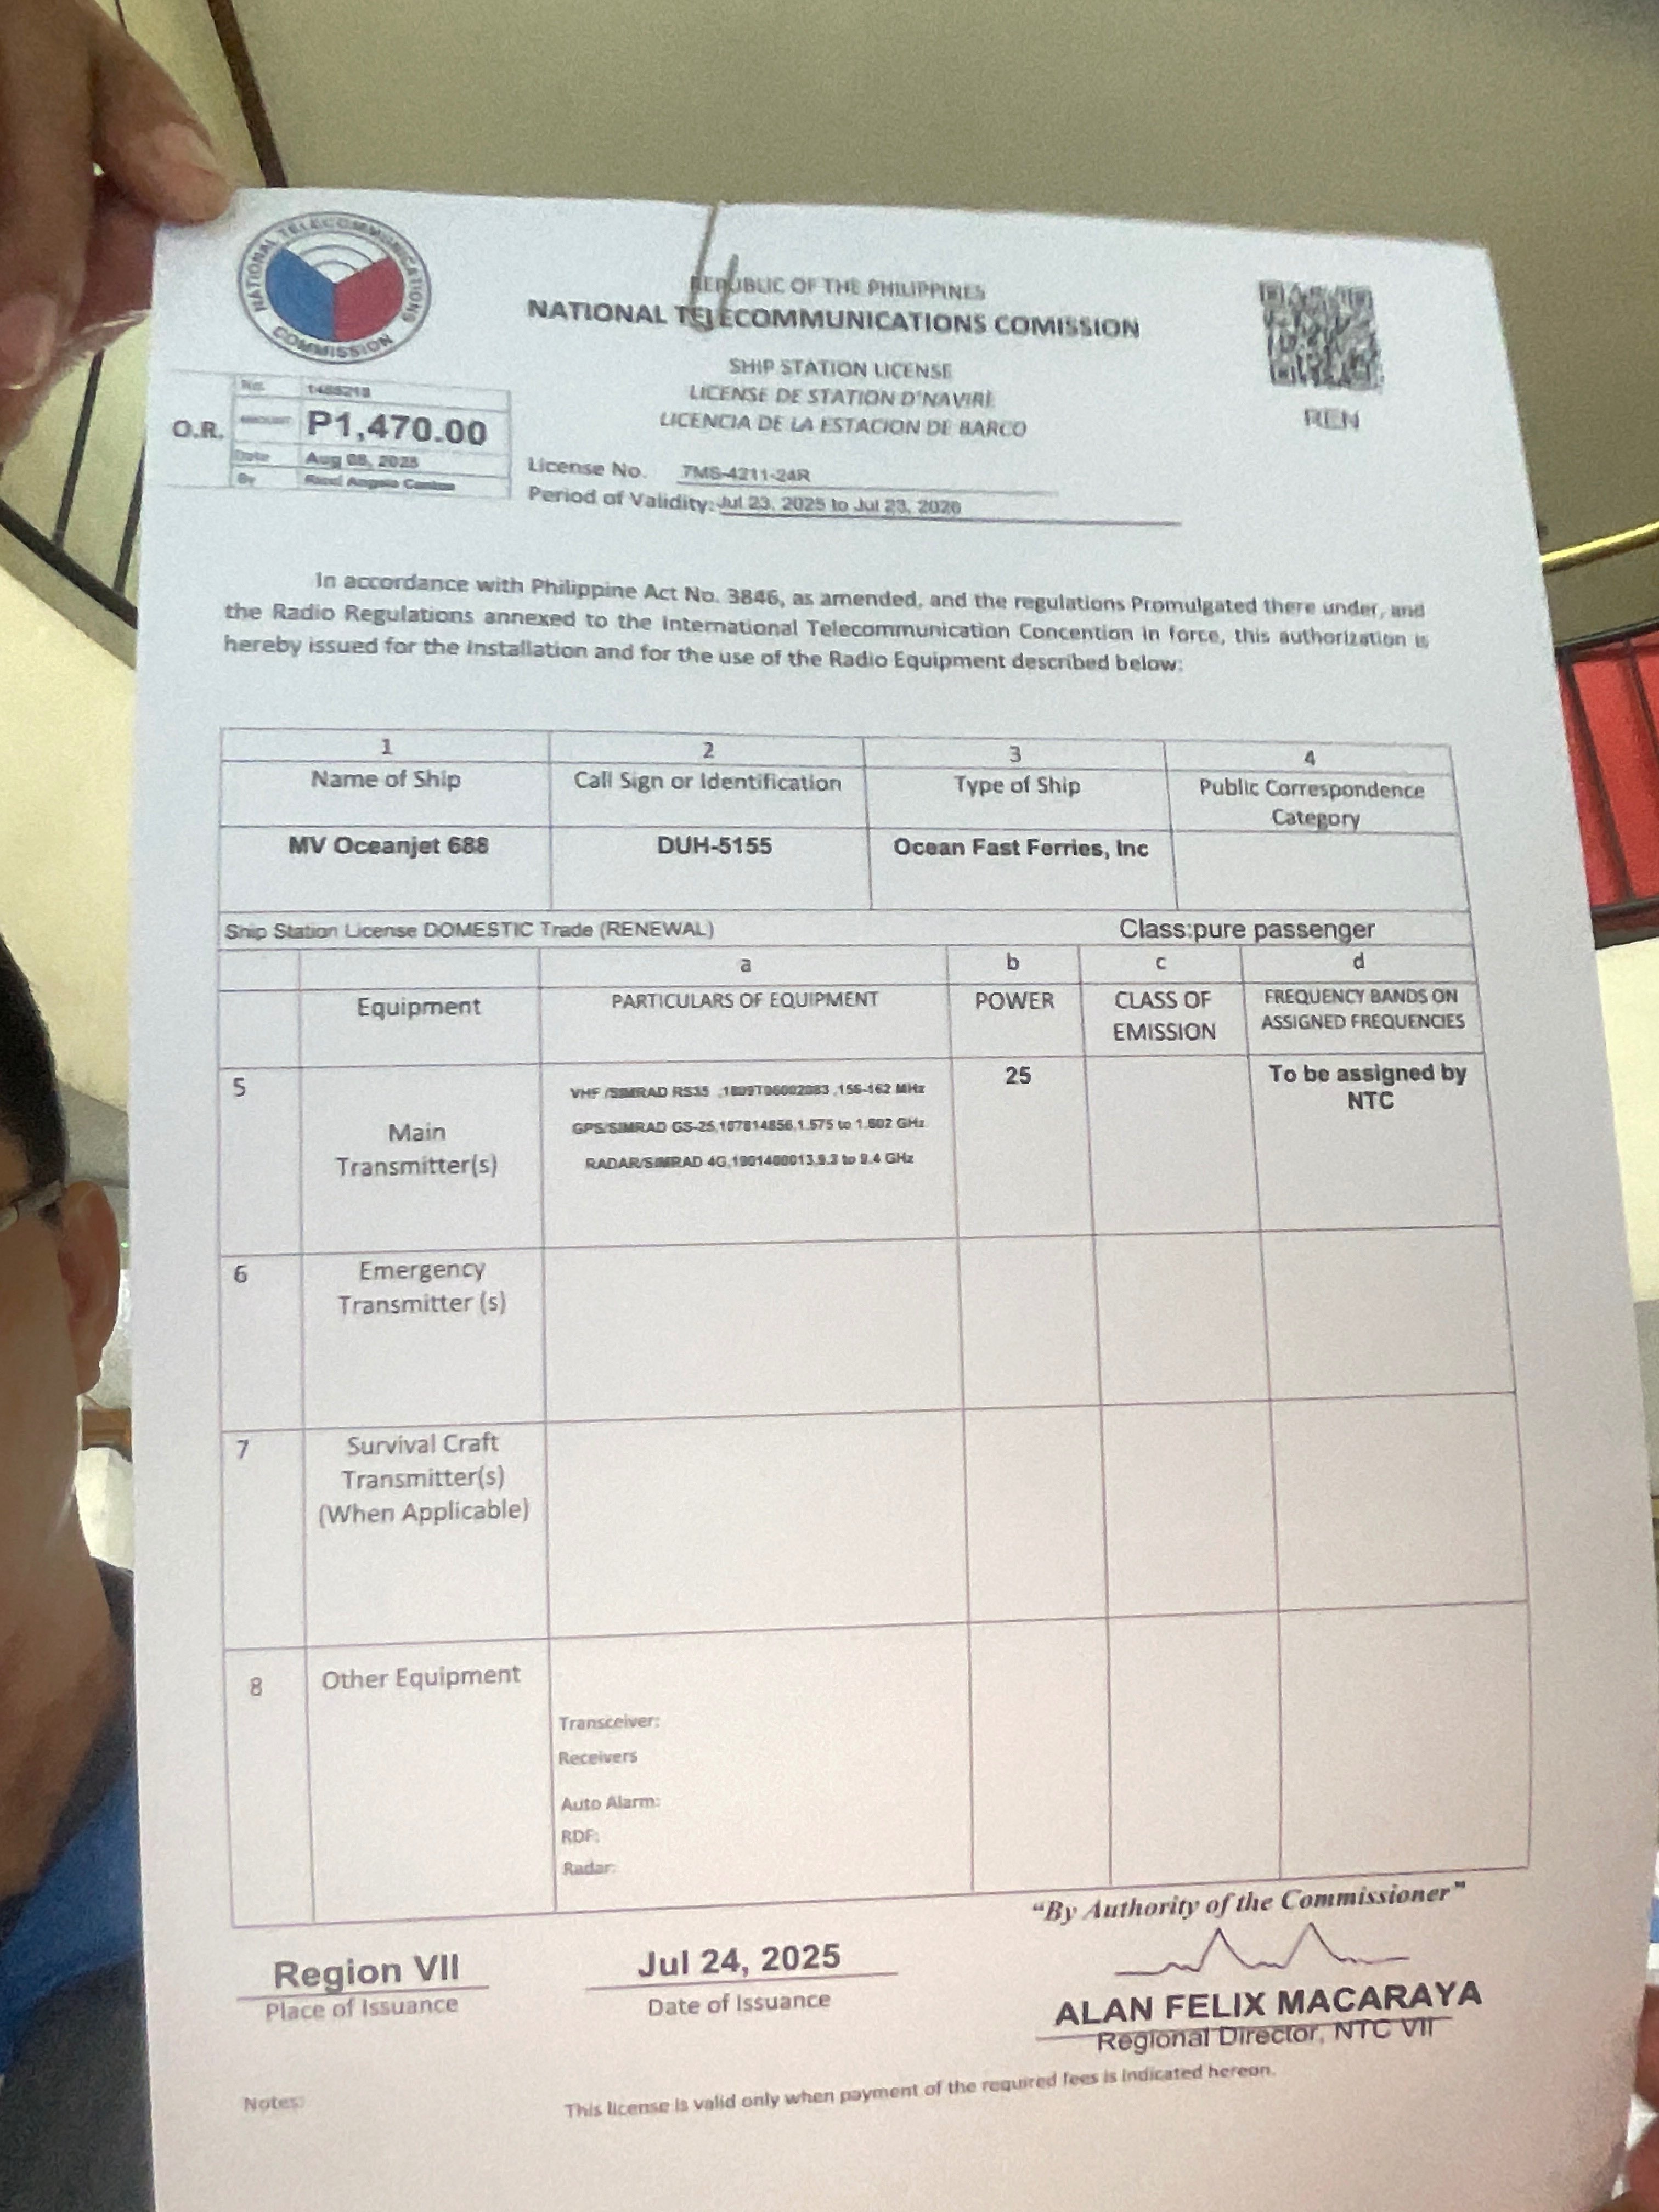 NATIONAL TELECOMMUNICATIONS COMMISSION
REPUBLIC OF THE PHILIPPINES
NATIONAL TELECOMMUNICATIONS COMISSION
SHIP STATION LICENSE
LICENSE DE STATION D'NAVIRE
LICENCIA DE LA ESTACION DE BARCO
REN
O.R.
No.
AMOUNT P1,470.00
Date Aug 08, 2025
By
License No. 7MS-4211-24R
Period of Validity: Jul 23, 2025 to Jul 23, 2026
In accordance with Philippine Act No. 3846, as amended, and the regulations Promulgated there under, and
the Radio Regulations annexed to the International Telecommunication Concention in force, this authorization is
hereby issued for the Installation and for the use of the Radio Equipment described below:
1 2 3 4
Name of Ship Call Sign or Identification Type of Ship Public Correspondence
Category
MV Oceanjet 688 DUH-5155 Ocean Fast Ferries, Inc
Ship Station License DOMESTIC Trade (RENEWAL) Class:pure passenger
a b c d
Equipment PARTICULARS OF EQUIPMENT POWER CLASS OF EMISSION FREQUENCY BANDS ON ASSIGNED FREQUENCIES
5 Main Transmitter(s)
VHF /SIMRAD RS35 ,156-162 MHz
GPS/SIMRAD GS-25, 1.575 to 1.602 GHz
RADAR/SIMRAD 4G, 9.3 to 9.4 GHz
25
To be assigned by
NTC
6 Emergency
Transmitter (s)
7 Survival Craft
Transmitter(s)
(When Applicable)
8 Other Equipment
Transceiver:
Receivers
Auto Alarm:
RDF:
Radar:
"By Authority of the Commissioner"
Region VII
Place of Issuance
Jul 24, 2025
Date of Issuance
ALAN FELIX MACARAYA
Regional Director, NTC VII
Notes:
This license is valid only when payment of the required fees is indicated hereon.